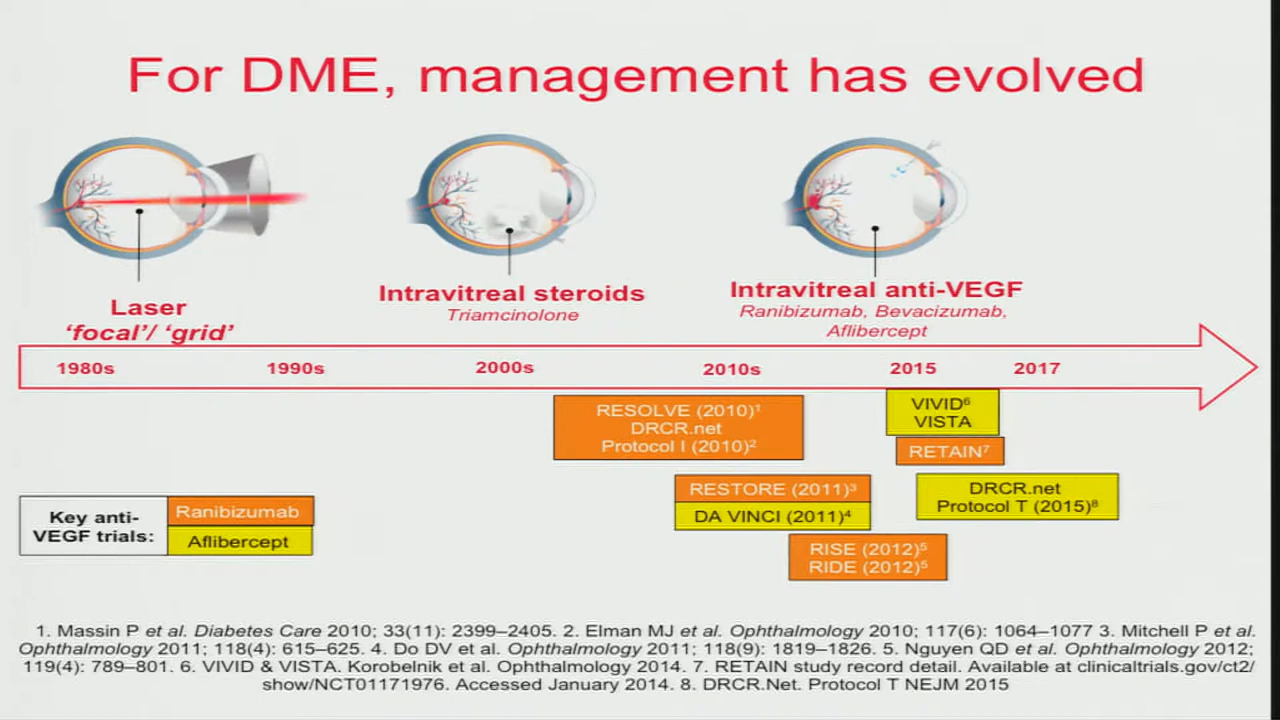 For DME, management has evolved
Laser
‘focal’/ ‘grid’
Intravitreal steroids
Triamcinolone
Intravitreal anti-VEGF
Ranibizumab, Bevacizumab,
Aflibercept
1980s 1990s 2000s 2010s 2015 2017
RESOLVE (2010)¹
DRCR.net
Protocol I (2010)²
VIVID⁶
VISTA
RETAIN⁷
RESTORE (2011)³
DA VINCI (2011)⁴
DRCR.net
Protocol T (2015)⁸
RISE (2012)⁵
RIDE (2012)⁵
Key anti-
VEGF trials:
Ranibizumab
Aflibercept
1. Massin P et al. Diabetes Care 2010; 33(11): 2399–2405. 2. Elman MJ et al. Ophthalmology 2010; 117(6): 1064–1077 3. Mitchell P et al.
Ophthalmology 2011; 118(4): 615–625. 4. Do DV et al. Ophthalmology 2011; 118(9): 1819–1826. 5. Nguyen QD et al. Ophthalmology 2012;
119(4): 789–801. 6. VIVID & VISTA. Korobelnik et al. Ophthalmology 2014. 7. RETAIN study record detail. Available at clinicaltrials.gov/ct2/
show/NCT01171976. Accessed January 2014. 8. DRCR.Net. Protocol T NEJM 2015